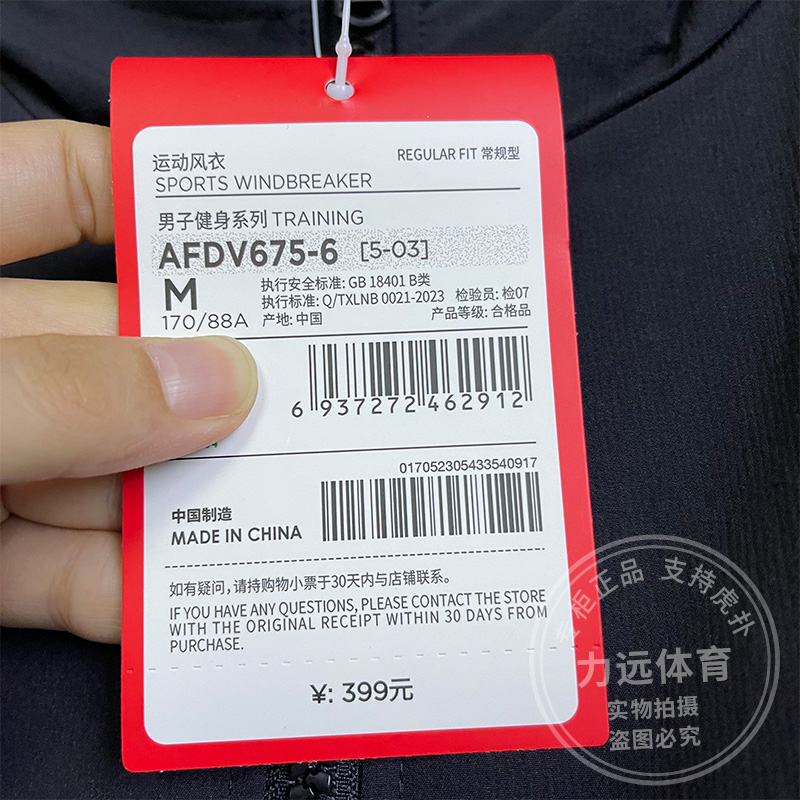 运动风衣
REGULAR FIT 常规型
SPORTS WINDBREAKER
男子健身系列 TRAINING
AFDV675-6 [5-03]
M
170/88A
执行安全标准: GB 18401 B类
执行标准: Q/TXLNB 0021-2023 检验员: 检07
产地: 中国 产品等级: 合格品
6 937272 462912
017052305433540917
中国制造
MADE IN CHINA
如有疑问,请持购物小票于30天内与店铺联系。
IF YOU HAVE ANY QUESTIONS, PLEASE CONTACT THE STORE
WITH THE ORIGINAL RECEIPT WITHIN 30 DAYS FROM
PURCHASE.
¥: 399元
专柜正品 支持虎扑
力远体育
实物拍摄
盗图必究